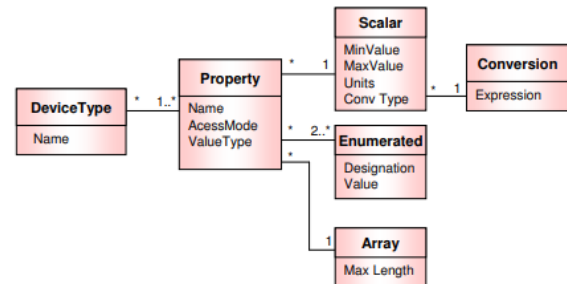 DeviceType
Name
* 1..*
Property
Name
AcessMode
ValueType
* 1
Scalar
MinValue
MaxValue
Units
Conv Type
* 1
Conversion
Expression
* 2..*
Enumerated
Designation
Value
*
1
Array
Max Length